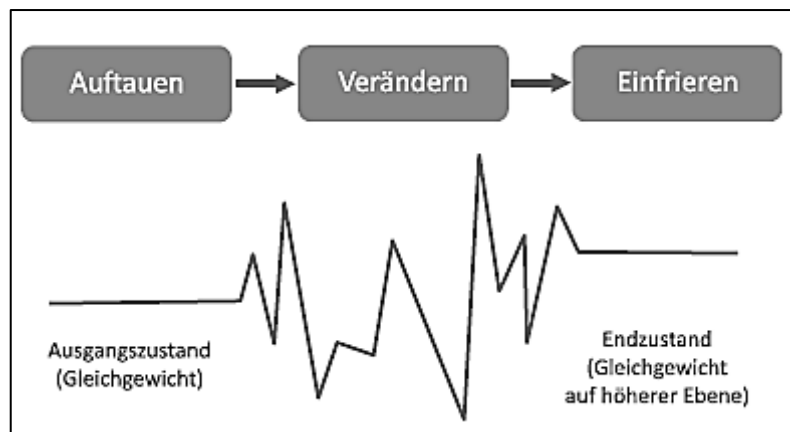 Auftauen
Verändern
Einfrieren
Ausgangszustand
(Gleichgewicht)
Endzustand
(Gleichgewicht
auf höherer Ebene)